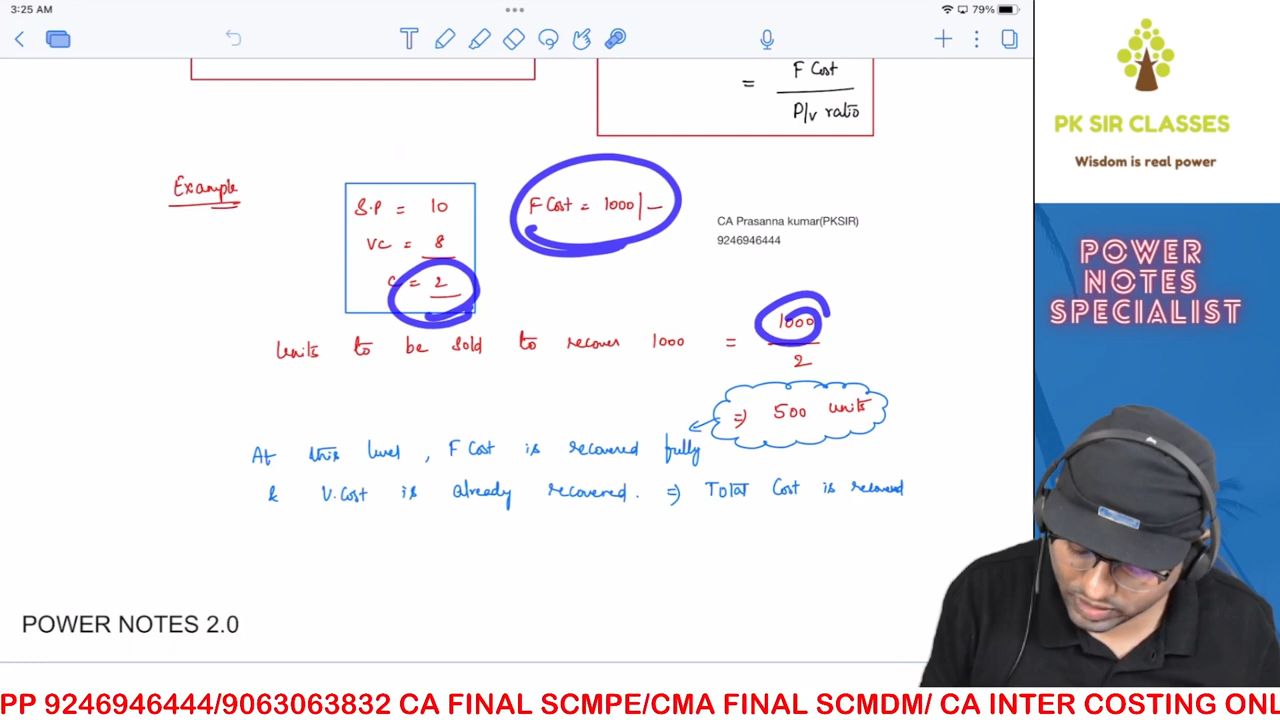 3:25 AM
79%
F Cost
=
P/v ratio
PK SIR CLASSES
Wisdom is real power
Example
S.P = 10
F Cost = 1000/-
VC = 8
C = 2
CA Prasanna kumar(PKSIR)
9246946444
POWER
NOTES
SPECIALIST
units to be sold to recover 1000 = 1000
2
=> 500 units
At this level, F Cost is recovered fully
& V.Cost is already recovered. => Total Cost is recoverd
POWER NOTES 2.0
PP 9246946444/9063063832 CA FINAL SCMPE/CMA FINAL SCMDM/ CA INTER COSTING ONL